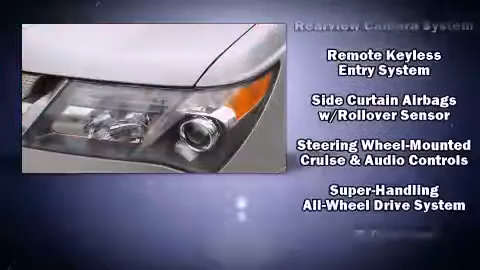 Rearview Camera System
Remote Keyless
Entry System
Side Curtain Airbags
w/Rollover Sensor
Steering Wheel-Mounted
Cruise & Audio Controls
Super-Handling
All-Wheel Drive System